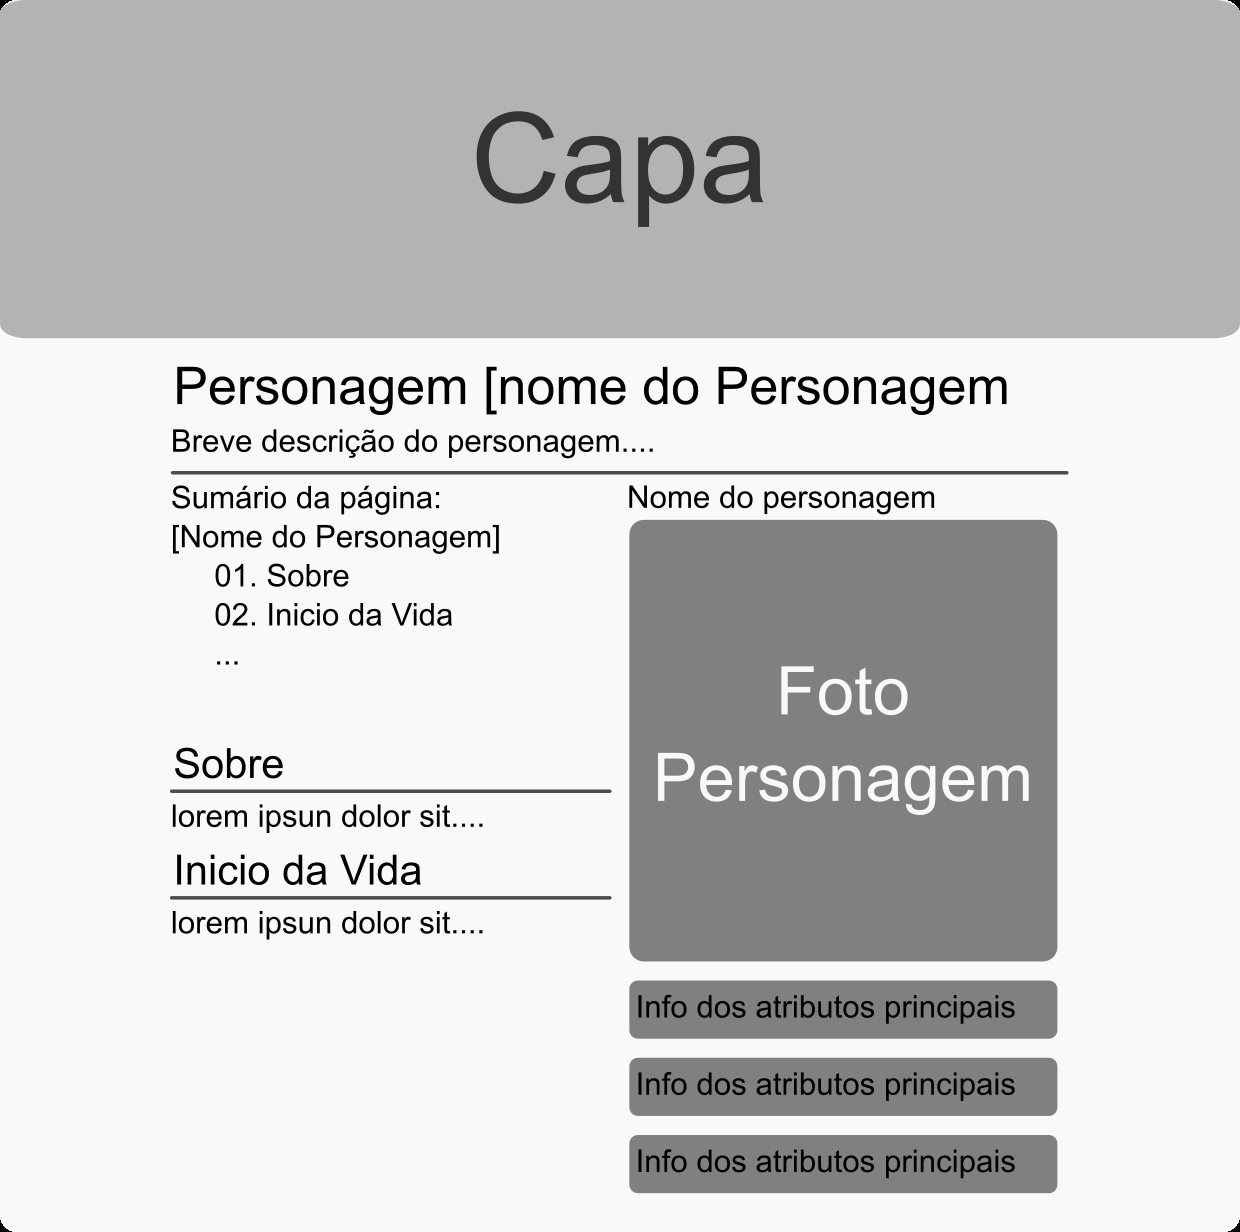 Capa
Personagem [nome do Personagem
Breve descrição do personagem....
Sumário da página:
[Nome do Personagem]
01. Sobre
02. Inicio da Vida
...
Sobre
lorem ipsun dolor sit....
Inicio da Vida
lorem ipsun dolor sit....
Nome do personagem
Foto
Personagem
Info dos atributos principais
Info dos atributos principais
Info dos atributos principais